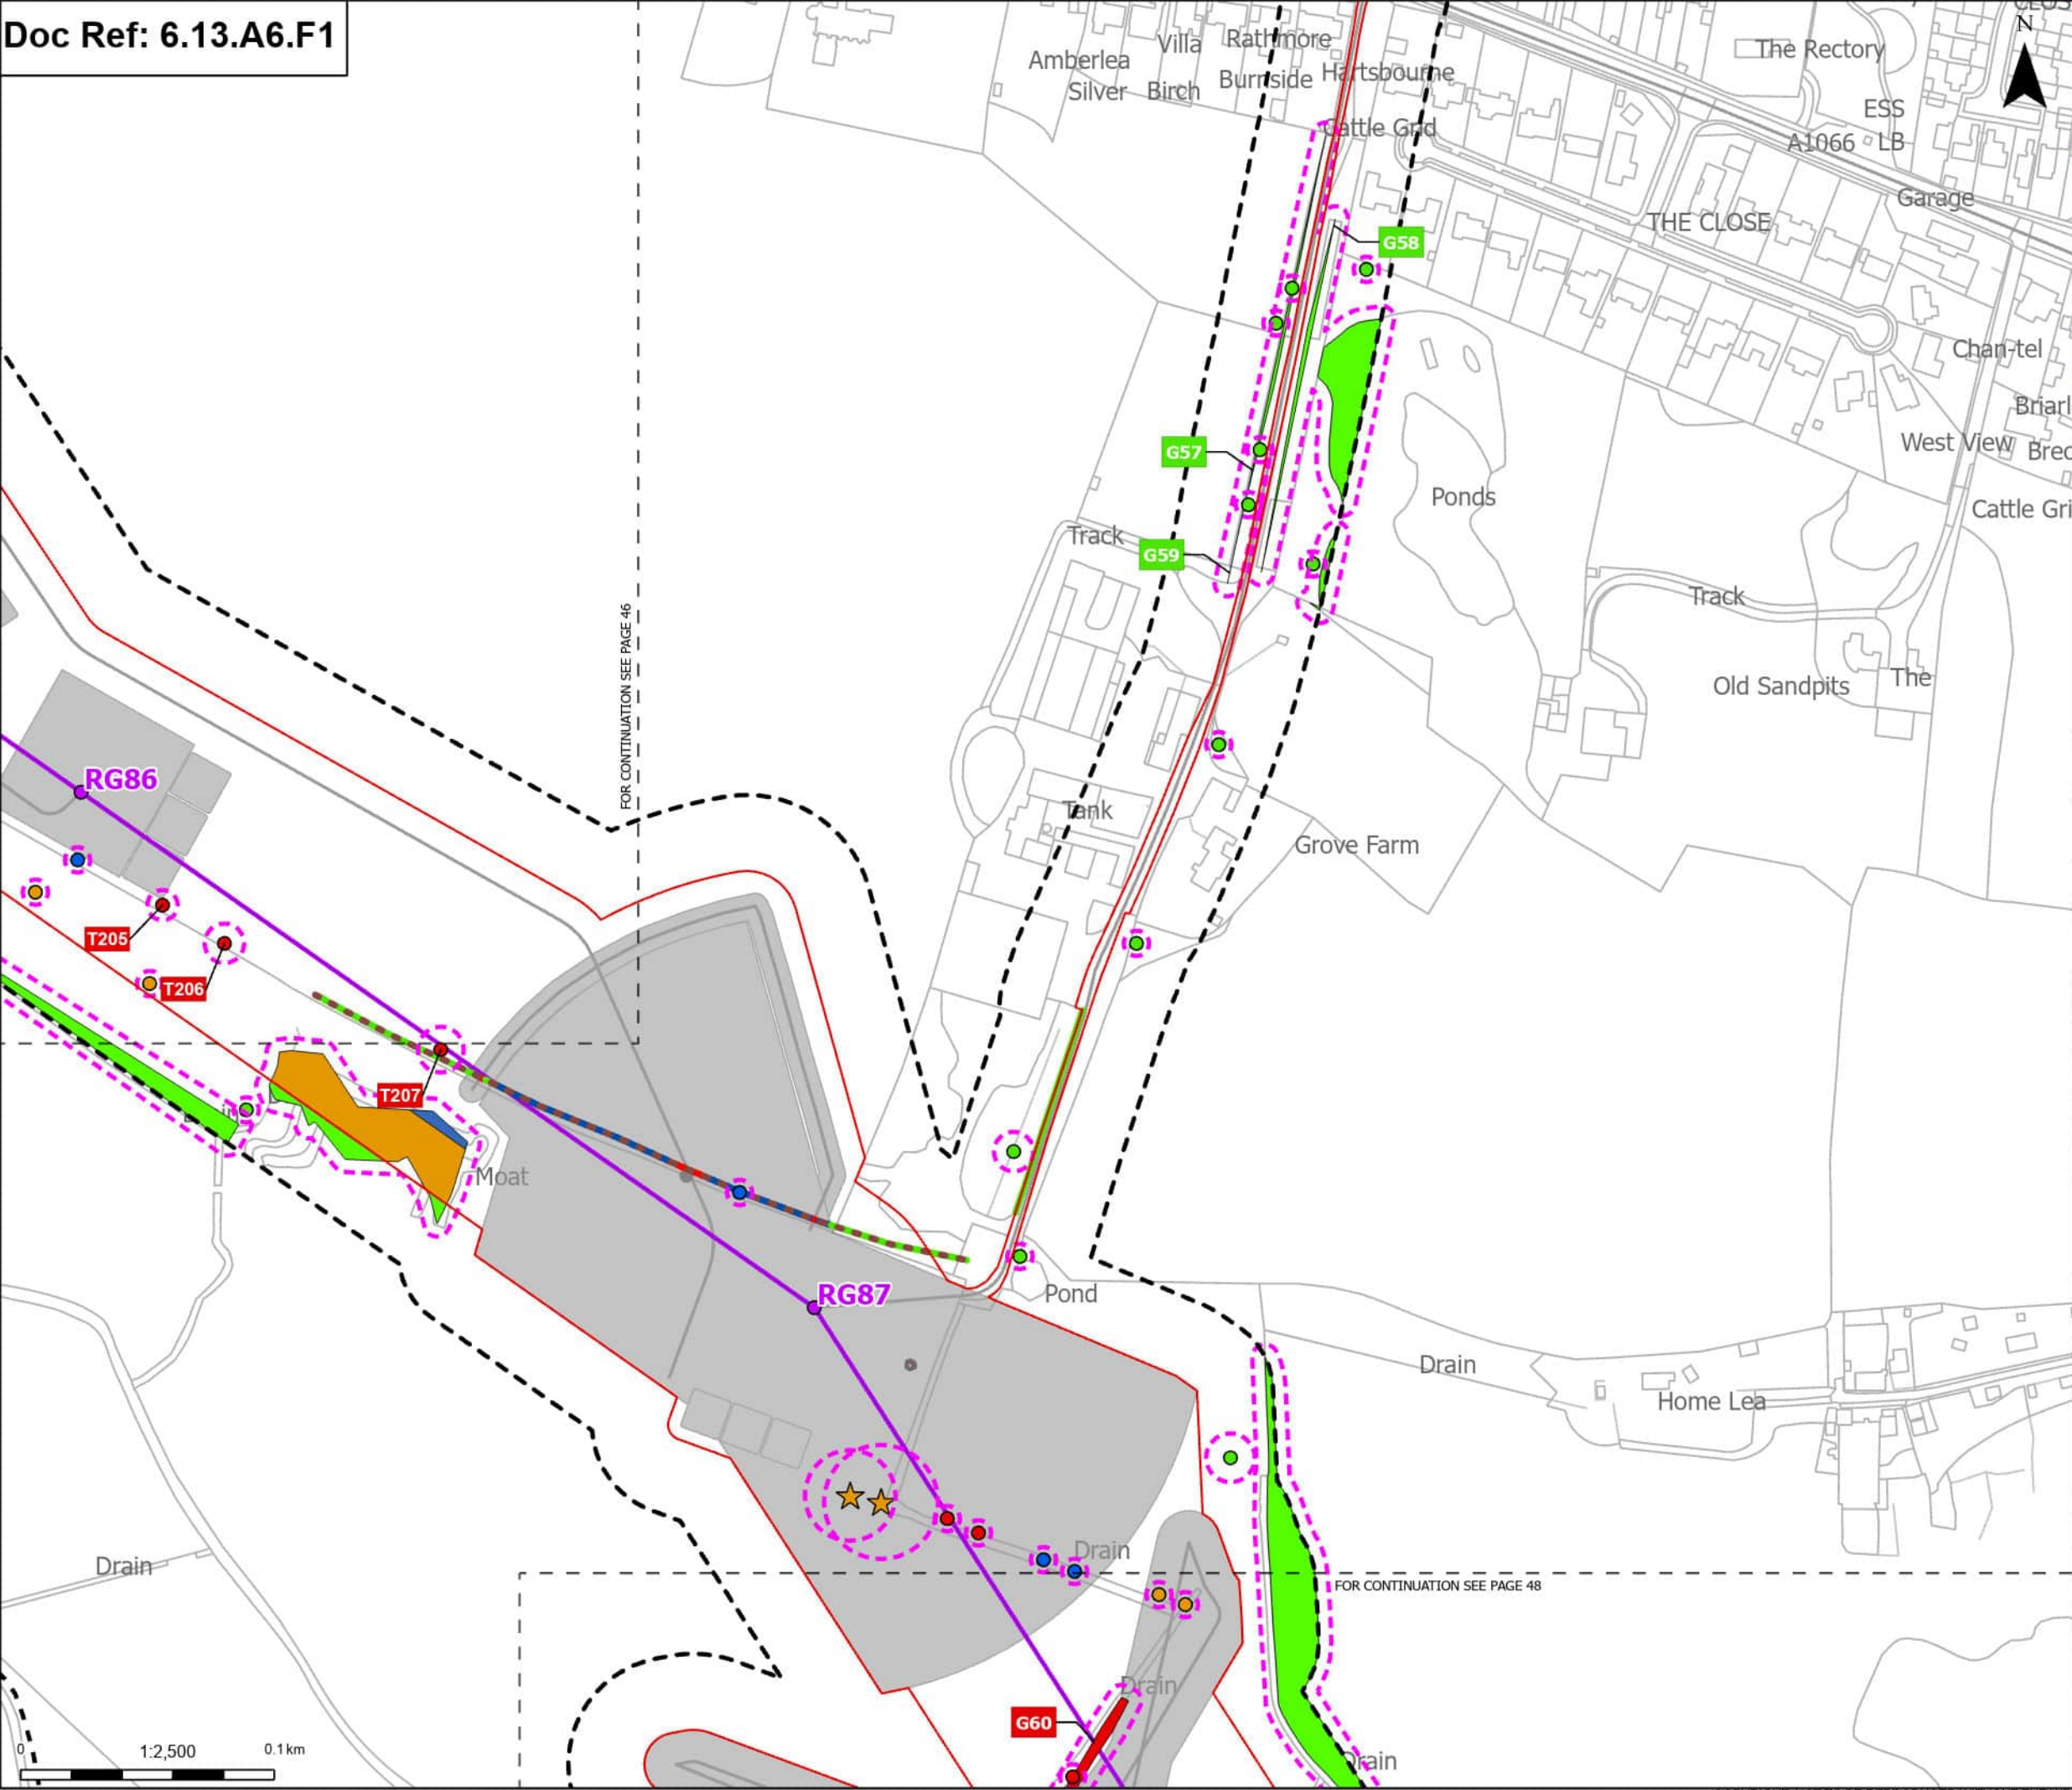 Doc Ref: 6.13.A6.F1
N
Villa
Rathmore
Amberlea
Burnside
Hartsbourne
Silver Birch
The Rectory
ESS
A1066
LB
Cattle Grid
Garage
THE CLOSE
G58
Chan-tel
Briarl
West View
Brec
G57
Ponds
Cattle Gri
Track
G59
Track
FOR CONTINUATION SEE PAGE 46
The
Old Sandpits
RG86
Tank
Grove Farm
T205
T206
T207
Moat
RG87
Pond
Drain
Home Lea
Drain
Drain
FOR CONTINUATION SEE PAGE 48
Drain
G60
Drain
0
1:2,500
0.1 km